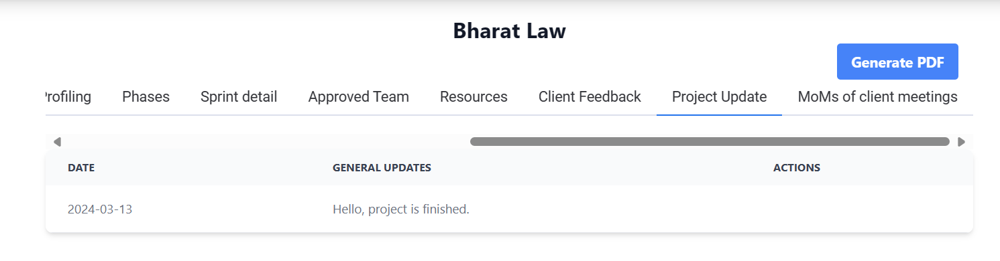 Bharat Law
Generate PDF
Profiling Phases Sprint detail Approved Team Resources Client Feedback Project Update MoMs of client meetings
DATE GENERAL UPDATES ACTIONS
2024-03-13 Hello, project is finished.